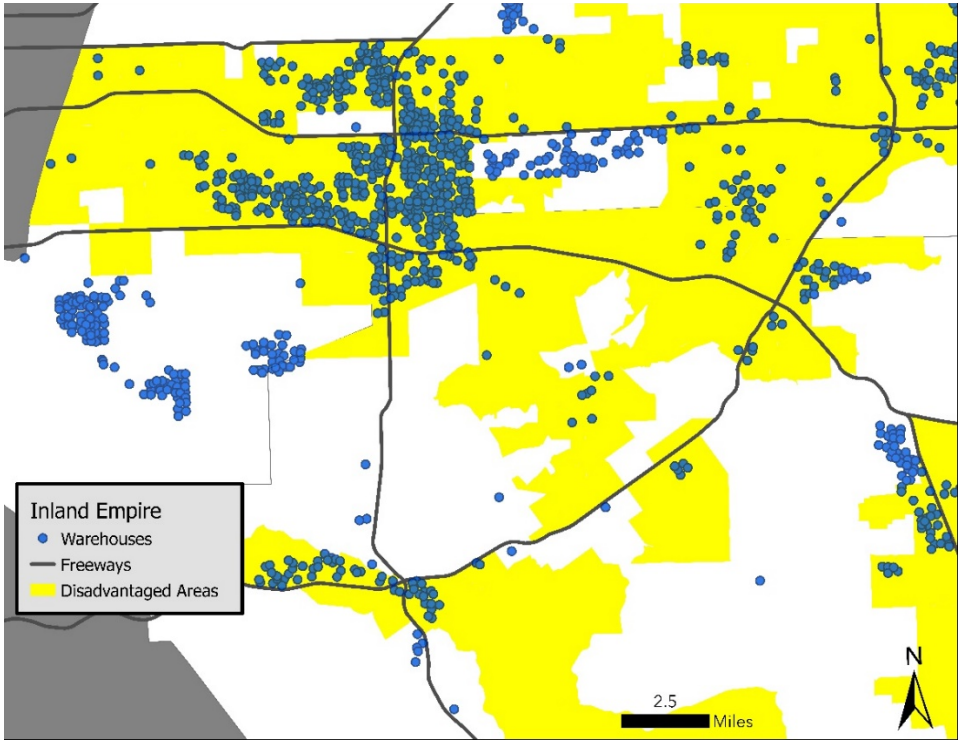 Inland Empire
Warehouses
Freeways
Disadvantaged Areas
2.5
Miles
N